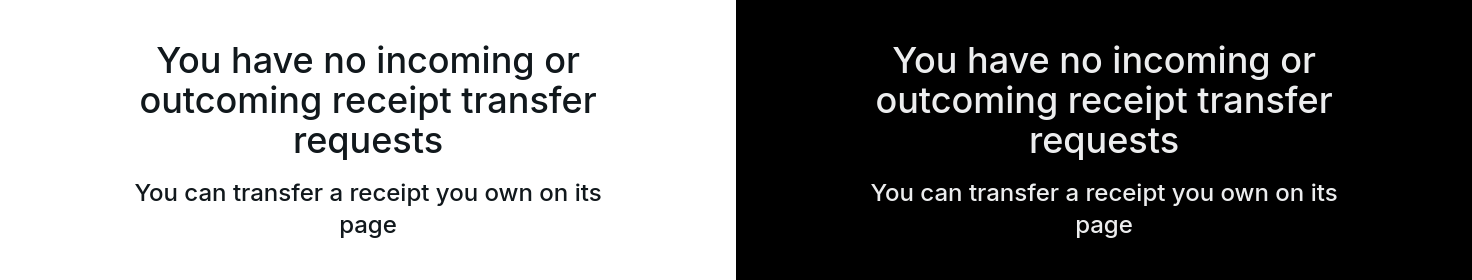 You have no incoming or
outcoming receipt transfer
requests
You can transfer a receipt you own on its
page
You have no incoming or
outcoming receipt transfer
requests
You can transfer a receipt you own on its
page